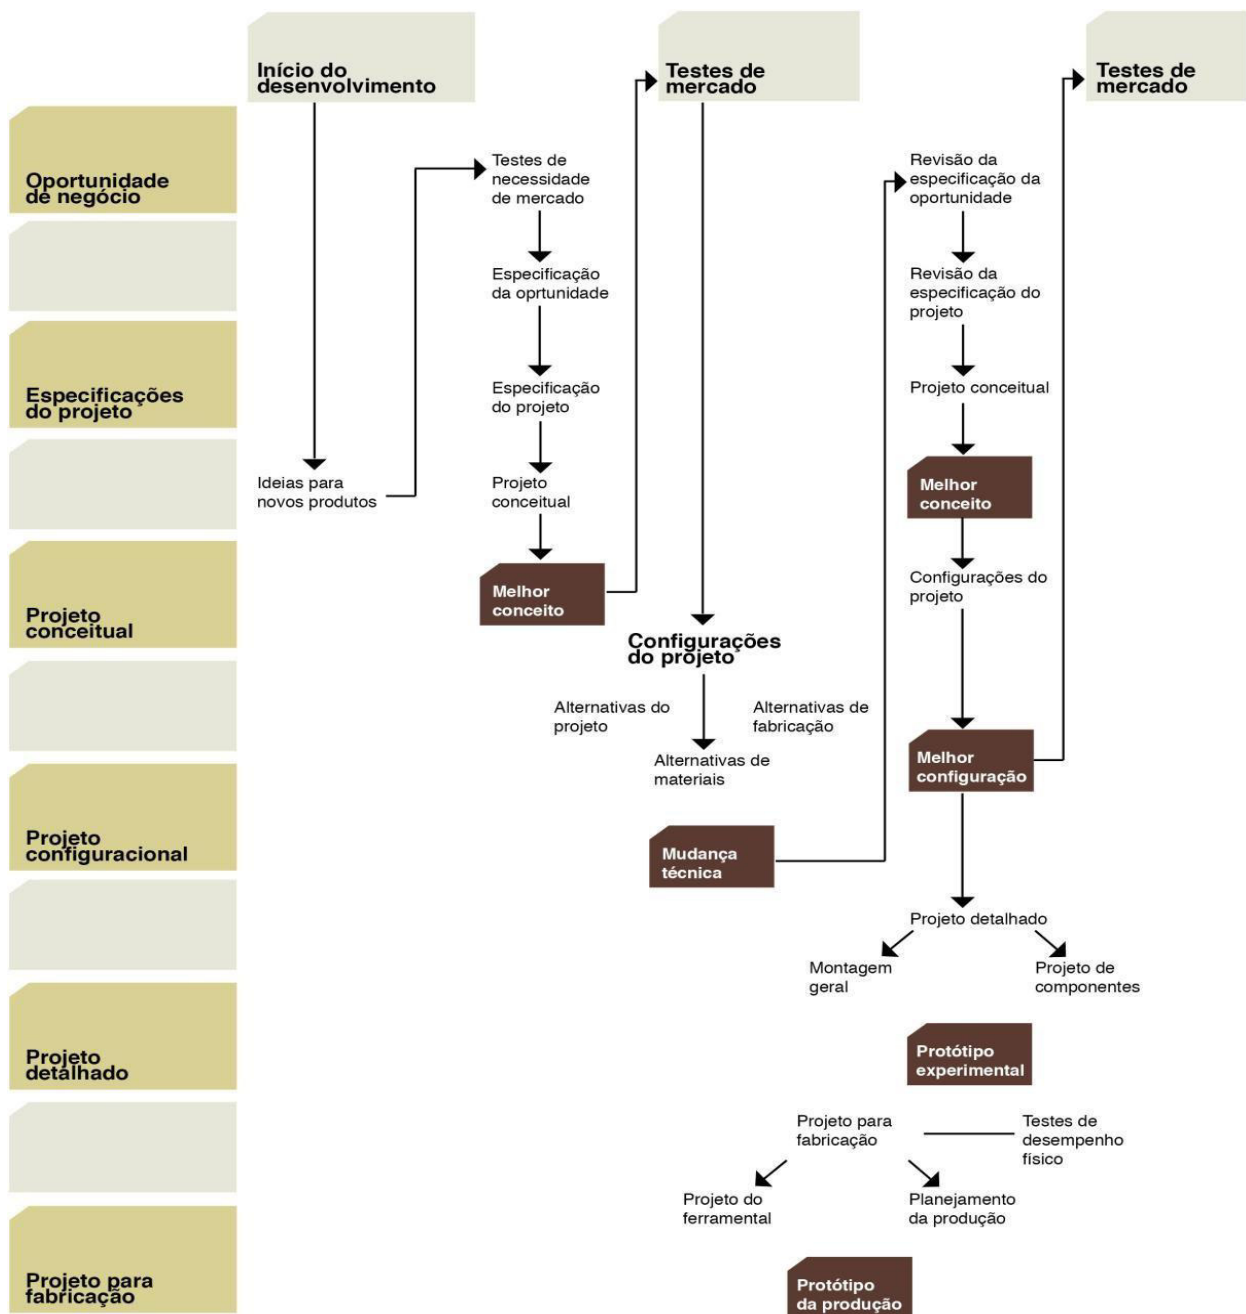 Início do
desenvolvimento
Testes de
mercado
Testes de
mercado
Oportunidade
de negócio
Especificações
do projeto
Projeto
conceitual
Projeto
configuracional
Projeto
detalhado
Projeto para
fabricação
Ideias para
novos produtos
Testes de
necessidade
de mercado
Especificação
da oprtunidade
Especificação
do projeto
Projeto
conceitual
Melhor
conceito
Configurações
do projeto
Alternativas do
projeto
Alternativas de
fabricação
Alternativas de
materiais
Mudança
técnica
Revisão da
especificação da
oportunidade
Revisão da
especificação do
projeto
Projeto conceitual
Melhor
conceito
Configurações do
projeto
Melhor
configuração
Projeto detalhado
Montagem
geral
Projeto de
componentes
Protótipo
experimental
Projeto para
fabricação
Testes de
desempenho
físico
Projeto do
ferramental
Planejamento
da produção
Protótipo
da produção